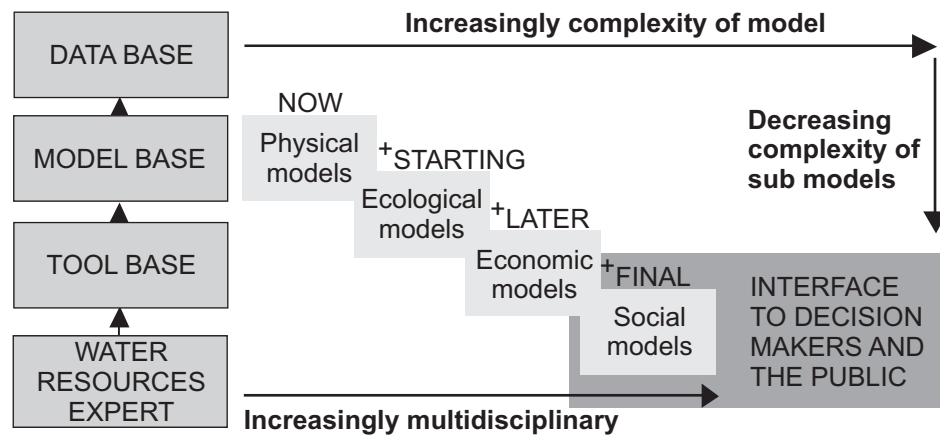 DATA BASE
MODEL BASE
TOOL BASE
WATER
RESOURCES
EXPERT
Increasingly complexity of model
Decreasing
complexity of
sub models
NOW
Physical
models
+STARTING
Ecological
models
+LATER
Economic
models
+FINAL
Social
models
INTERFACE
TO DECISION
MAKERS AND
THE PUBLIC
Increasingly multidisciplinary